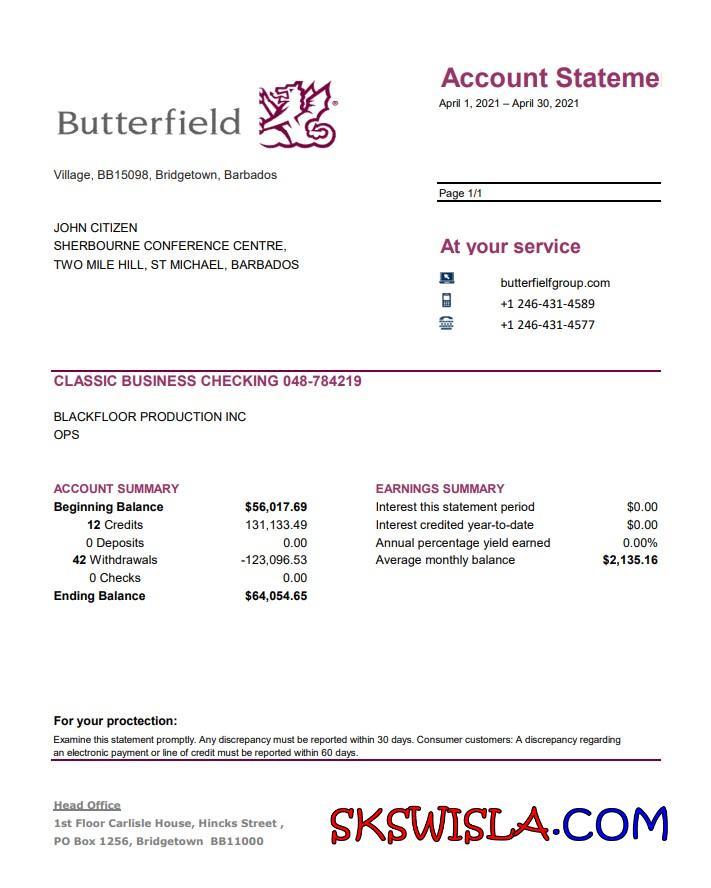 Butterfield
Account Stateme
April 1, 2021 – April 30, 2021
Village, BB15098, Bridgetown, Barbados
Page 1/1
JOHN CITIZEN
SHERBOURNE CONFERENCE CENTRE,
TWO MILE HILL, ST MICHAEL, BARBADOS
At your service
butterfielfgroup.com
+1 246-431-4589
+1 246-431-4577
CLASSIC BUSINESS CHECKING 048-784219
BLACKFLOOR PRODUCTION INC
OPS
ACCOUNT SUMMARY
Beginning Balance $56,017.69
12 Credits 131,133.49
0 Deposits 0.00
42 Withdrawals -123,096.53
0 Checks 0.00
Ending Balance $64,054.65
EARNINGS SUMMARY
Interest this statement period $0.00
Interest credited year-to-date $0.00
Annual percentage yield earned 0.00%
Average monthly balance $2,135.16
For your proctection:
Examine this statement promptly. Any discrepancy must be reported within 30 days. Consumer customers: A discrepancy regarding
an electronic payment or line of credit must be reported within 60 days.
Head Office
1st Floor Carlisle House, Hincks Street ,
PO Box 1256, Bridgetown BB11000
SKSWISLA.COM